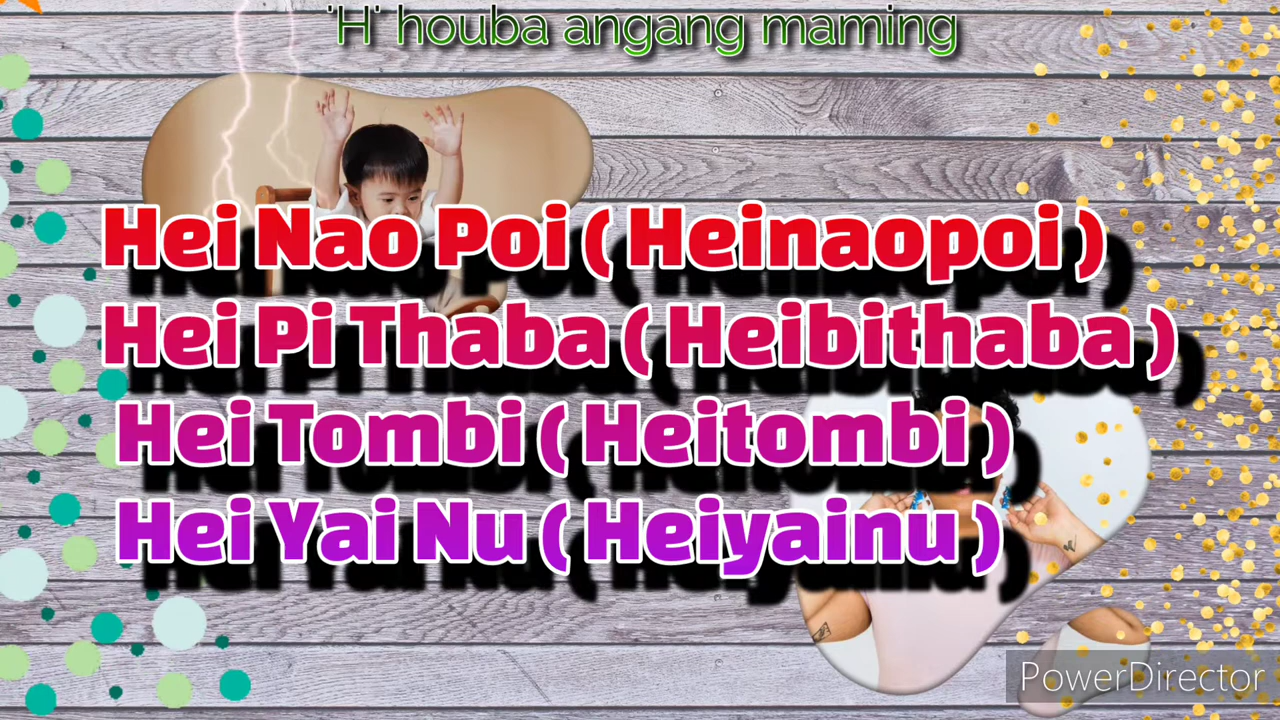 'H' houba angang maming
Hei Nao Poi ( Heinaopoi )
Hei Pi Thaba ( Heibithaba )
Hei Tombi ( Heitombi )
Hei Yai Nu ( Heiyainu )
PowerDirector